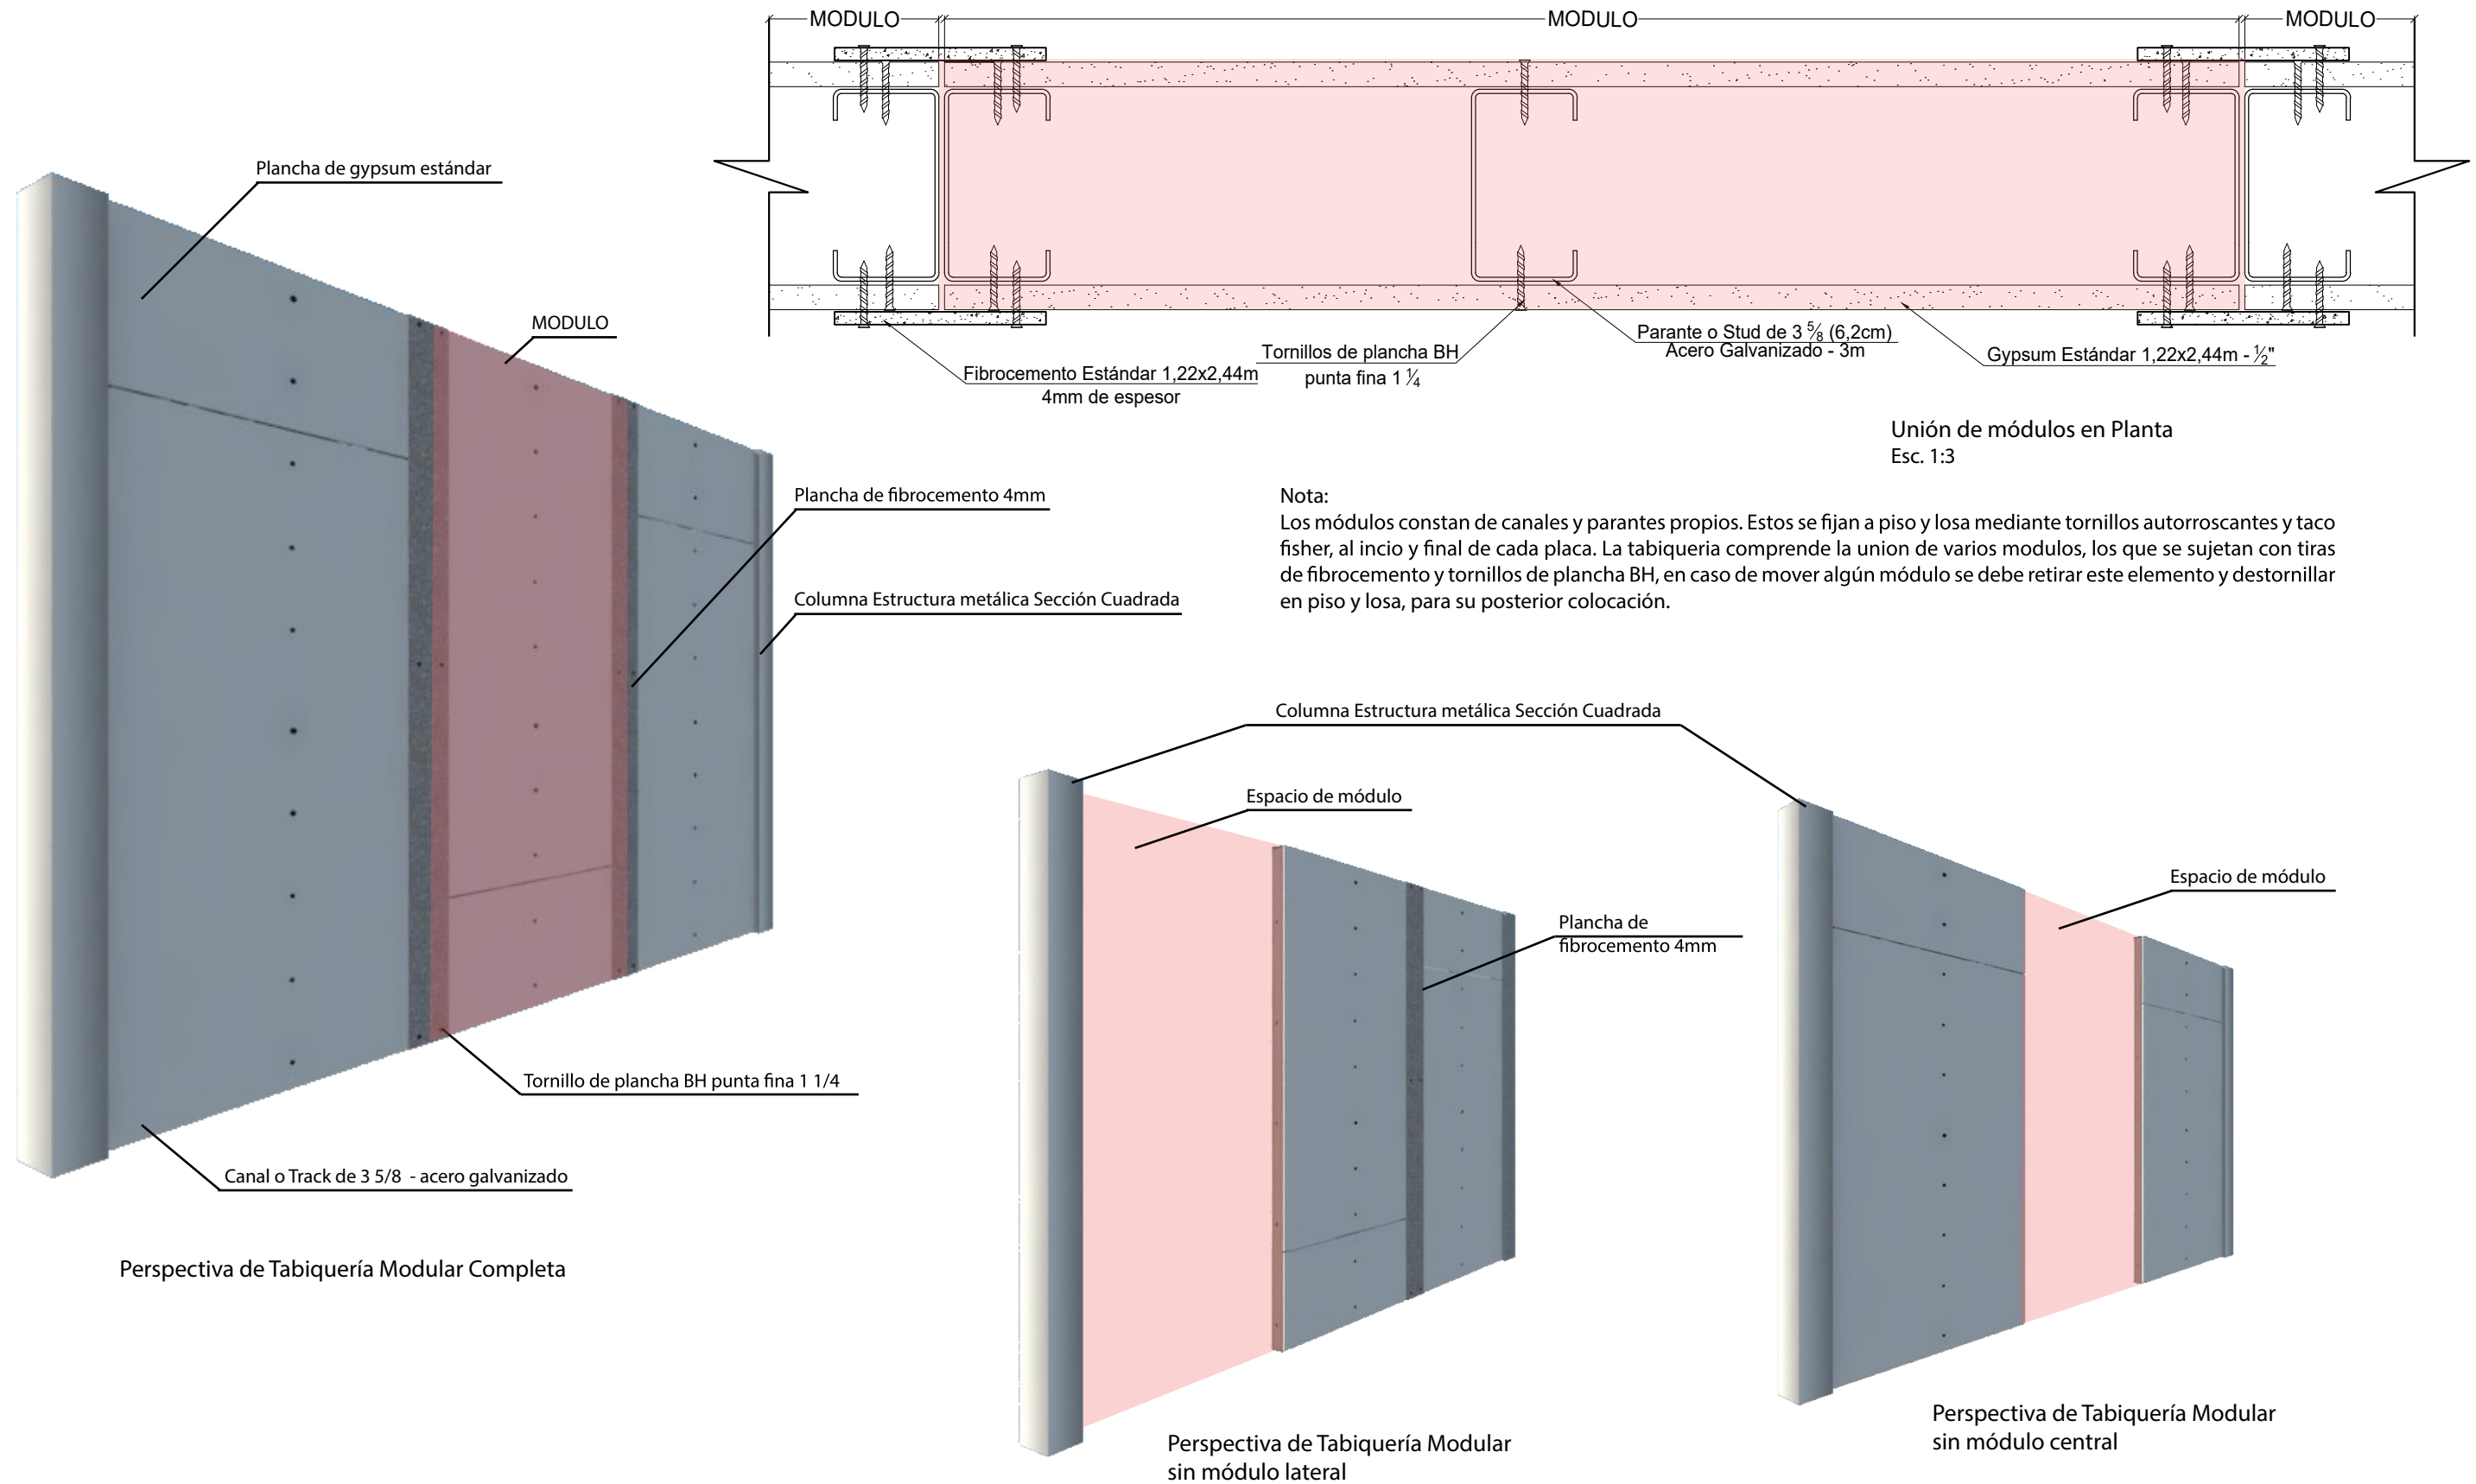 MODULO
MODULO
MODULO
Plancha de gypsum estándar
MODULO
Parante o Stud de 3 ⅝ (6,2cm)
Acero Galvanizado - 3m
Tornillos de plancha BH
punta fina 1 ¼
Gypsum Estándar 1,22x2,44m - ½"
Fibrocemento Estándar 1,22x2,44m
4mm de espesor
Unión de módulos en Planta
Esc. 1:3
Plancha de fibrocemento 4mm
Columna Estructura metálica Sección Cuadrada
Nota:
Los módulos constan de canales y parantes propios. Estos se fijan a piso y losa mediante tornillos autorroscantes y taco
fisher, al incio y final de cada placa. La tabiqueria comprende la union de varios modulos, los que se sujetan con tiras
de fibrocemento y tornillos de plancha BH, en caso de mover algún módulo se debe retirar este elemento y destornillar
en piso y losa, para su posterior colocación.
Columna Estructura metálica Sección Cuadrada
Espacio de módulo
Espacio de módulo
Plancha de
fibrocemento 4mm
Tornillo de plancha BH punta fina 1 1/4
Canal o Track de 3 5/8 - acero galvanizado
Perspectiva de Tabiquería Modular Completa
Perspectiva de Tabiquería Modular
sin módulo lateral
Perspectiva de Tabiquería Modular
sin módulo central